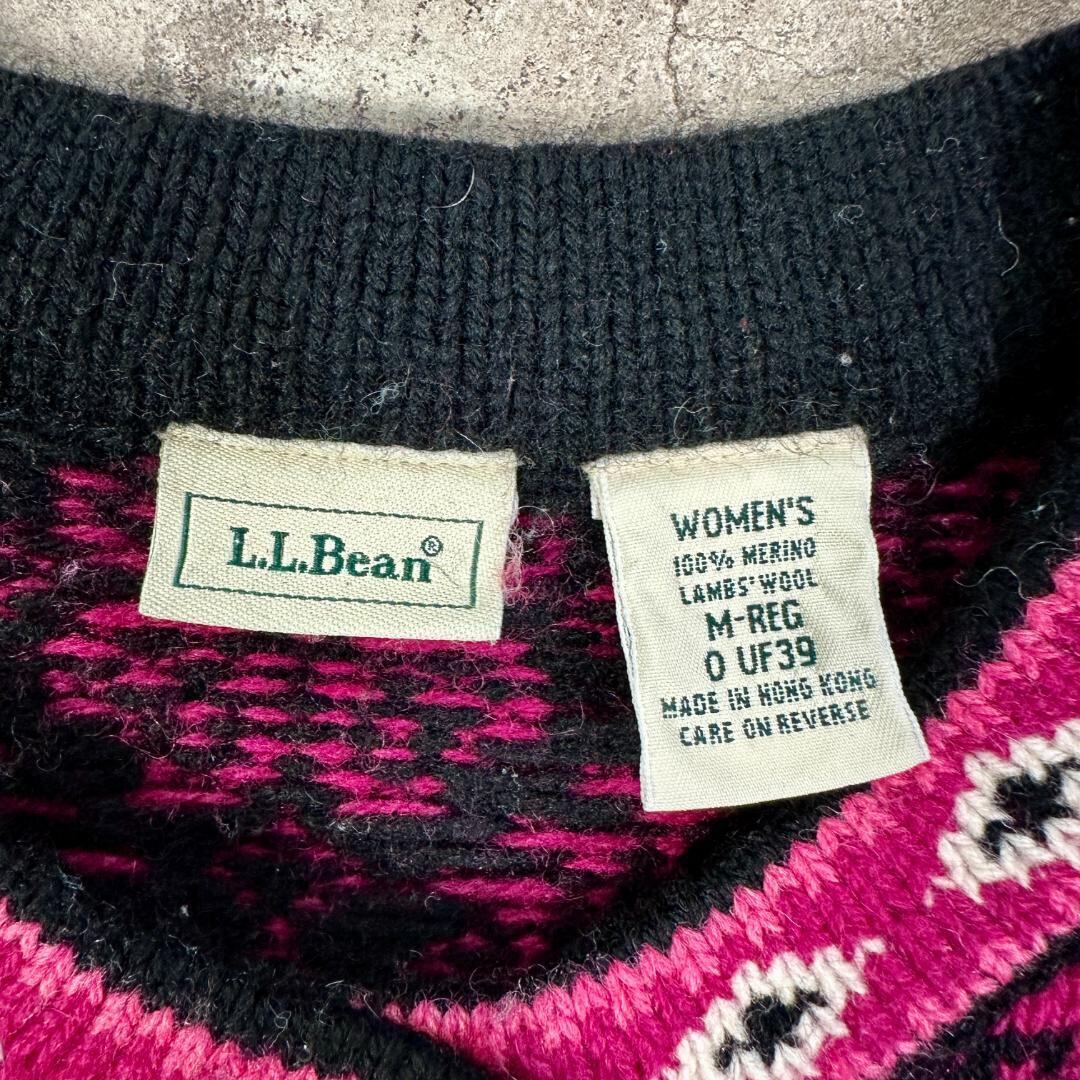 L.L.Bean®
WOMEN'S
100% MERINO
LAMBS' WOOL
M-REG
0 UF39
MADE IN HONG KONG
CARE ON REVERSE